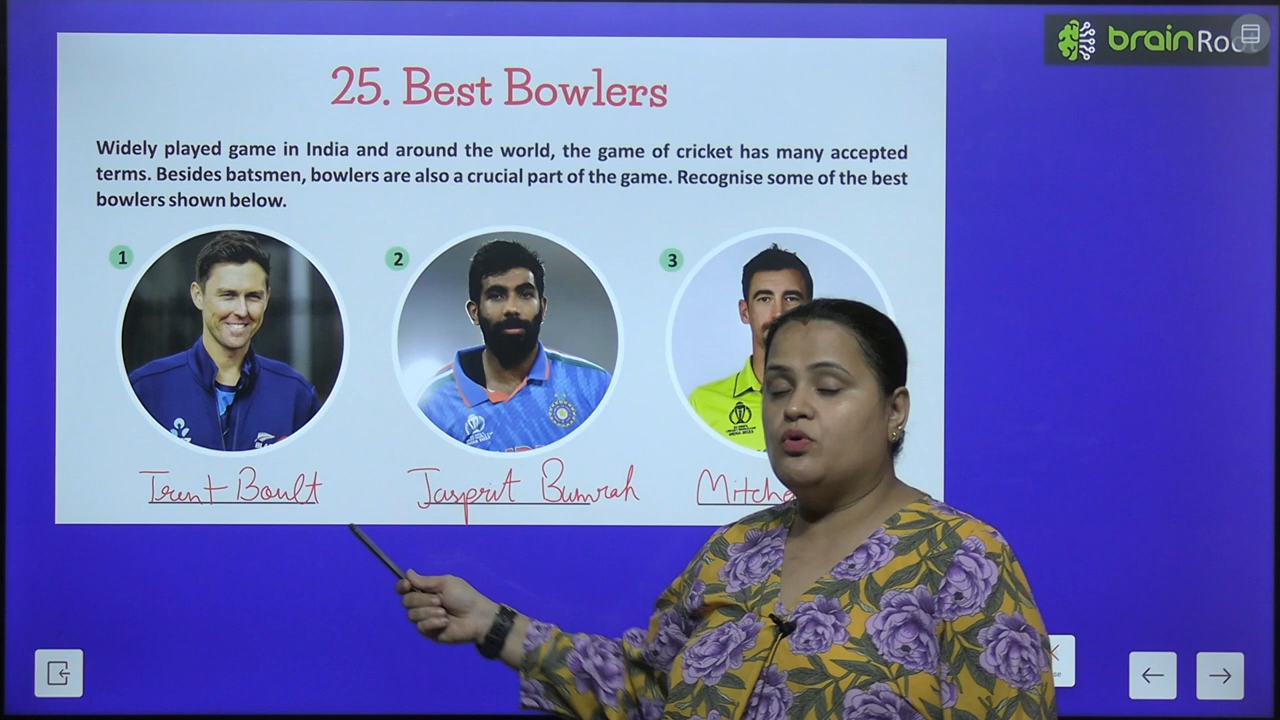 brainRo
25. Best Bowlers
Widely played game in India and around the world, the game of cricket has many accepted
terms. Besides batsmen, bowlers are also a crucial part of the game. Recognise some of the best
bowlers shown below.
1 2 3
Trent Boult Jasprit Bumrah Mitche